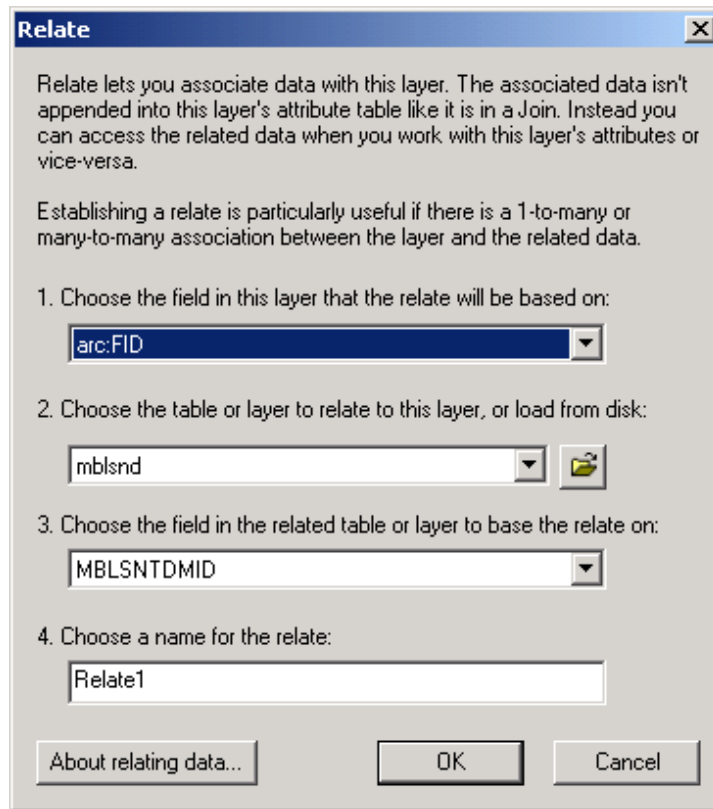 Relate
Relate lets you associate data with this layer. The associated data isn't
appended into this layer's attribute table like it is in a Join. Instead you
can access the related data when you work with this layer's attributes or
vice-versa.
Establishing a relate is particularly useful if there is a 1-to-many or
many-to-many association between the layer and the related data.
1. Choose the field in this layer that the relate will be based on:
arc:FID
2. Choose the table or layer to relate to this layer, or load from disk:
mblsnd
3. Choose the field in the related table or layer to base the relate on:
MBLSNTDMID
4. Choose a name for the relate:
Relate1
About relating data... OK Cancel